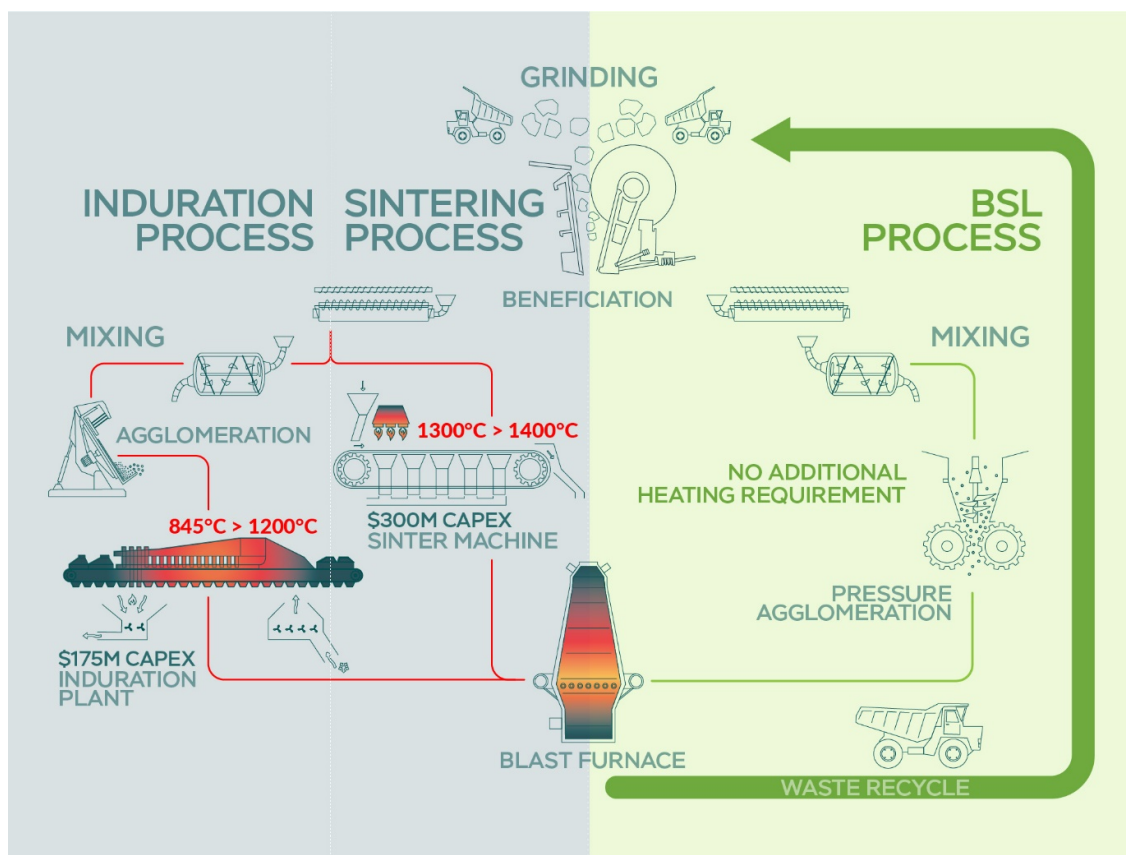 GRINDING
INDURATION
PROCESS
SINTERING
PROCESS
BSL
PROCESS
BENEFICIATION
MIXING
MIXING
AGGLOMERATION
1300°C > 1400°C
NO ADDITIONAL
HEATING REQUIREMENT
845°C > 1200°C
$300M CAPEX
SINTER MACHINE
PRESSURE
AGGLOMERATION
$175M CAPEX
INDURATION
PLANT
BLAST FURNACE
WASTE RECYCLE